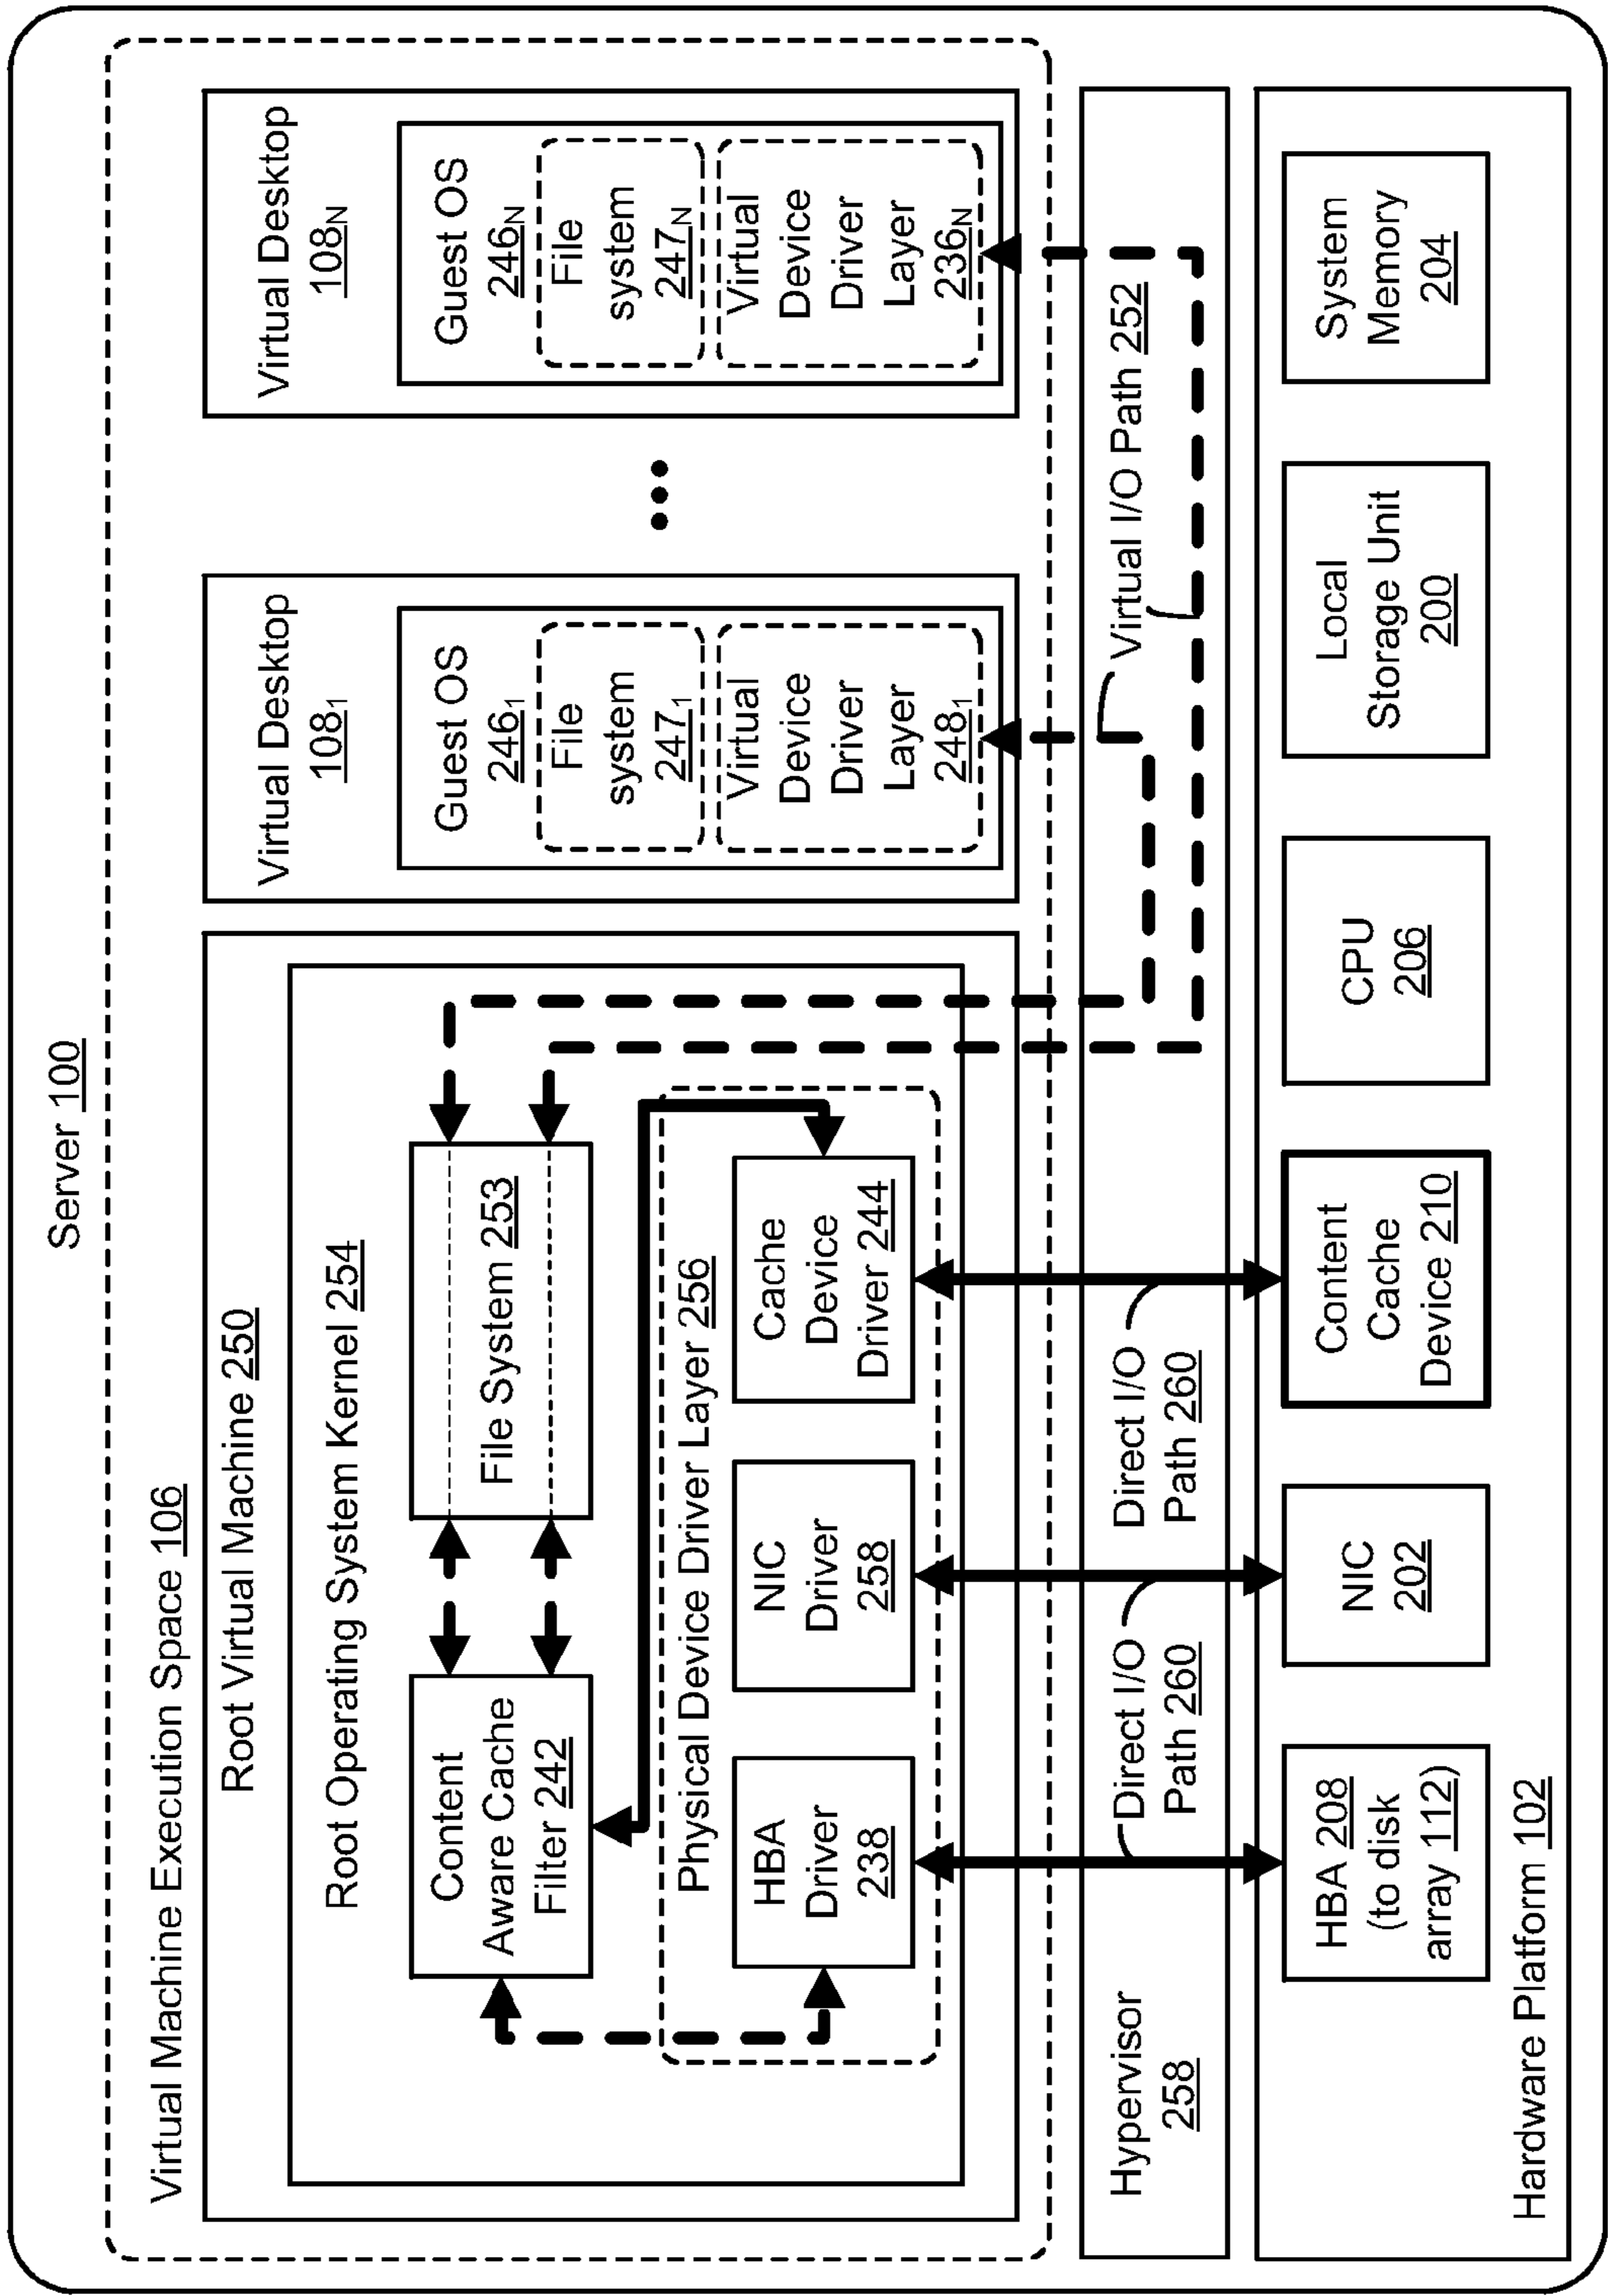 Server 100
Virtual Machine Execution Space 106
Root Virtual Machine 250
Root Operating System Kernel 254
Content
Aware Cache
Filter 242
File System 253
Physical Device Driver Layer 256
HBA
Driver
238
NIC
Driver
258
Cache
Device
Driver 244
Virtual Desktop
108₁
Guest OS
246₁
File
system
247₁
Virtual
Device
Driver
Layer
248₁
•••
Virtual Desktop
108N
Guest OS
246N
File
system
247N
Virtual
Device
Driver
Layer
236N
Hypervisor
258
Direct I/O
Path 260
Direct I/O
Path 260
Virtual I/O Path 252
HBA 208
(to disk
array 112)
NIC
202
Content
Cache
Device 210
CPU
206
Local
Storage Unit
200
System
Memory
204
Hardware Platform 102